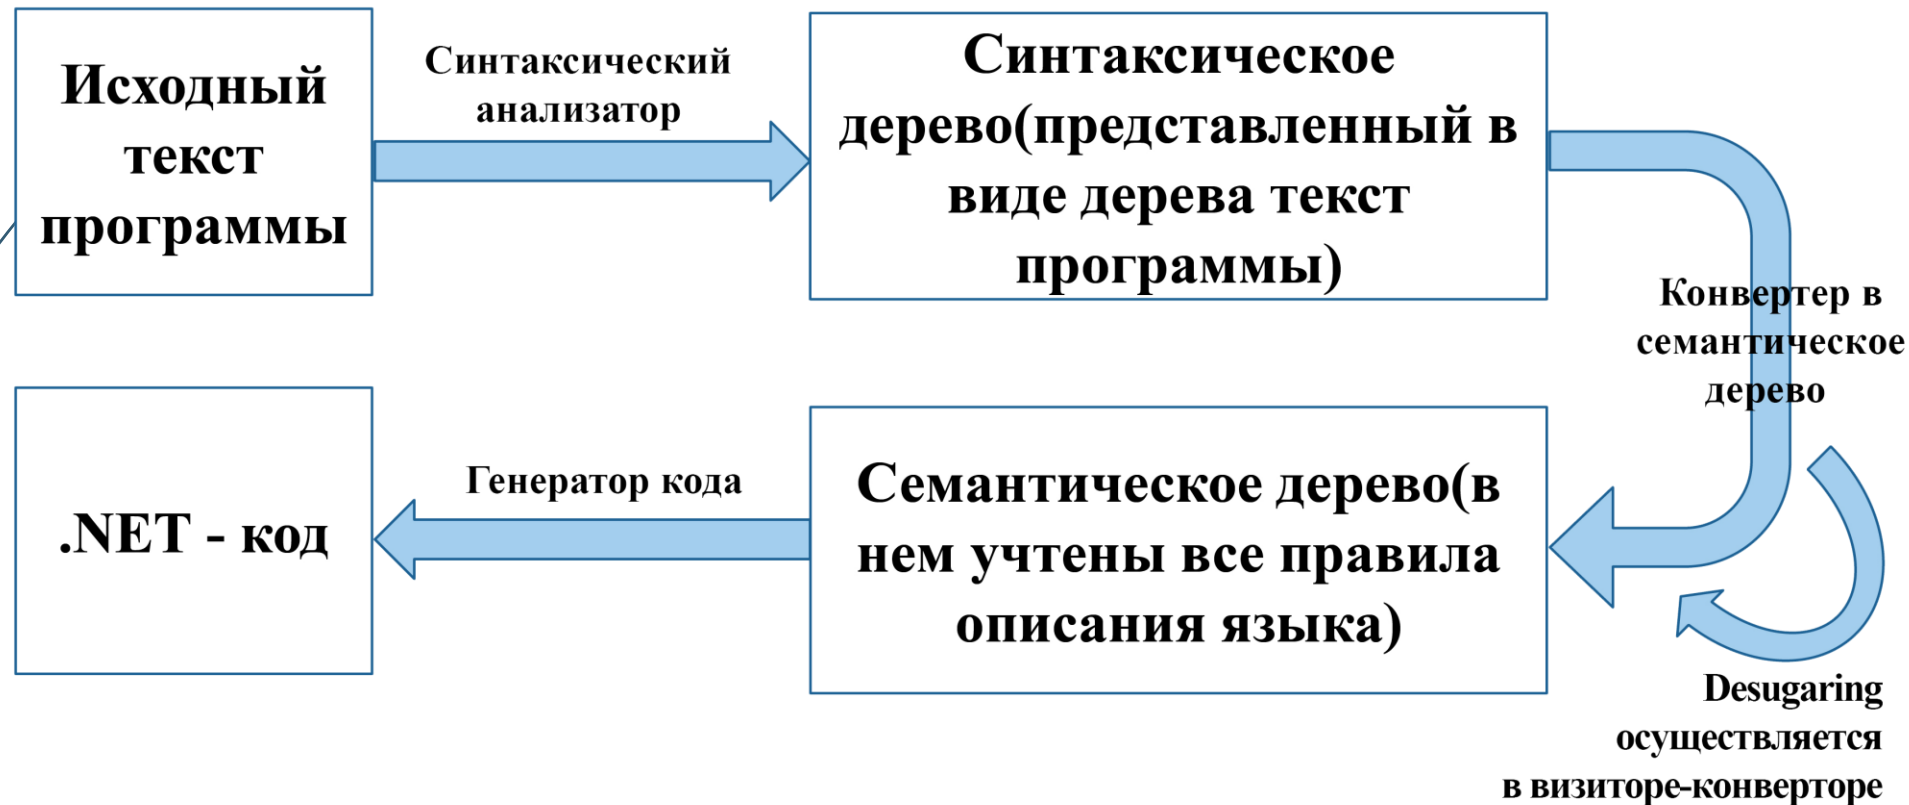 Исходный
текст
программы
Синтаксический
анализатор
Синтаксическое
дерево(представленный в
виде дерева текст
программы)
Конвертер в
семантическое
дерево
.NET - код
Генератор кода
Семантическое дерево(в
нем учтены все правила
описания языка)
Desugaring
осуществляется
в визиторе-конверторе